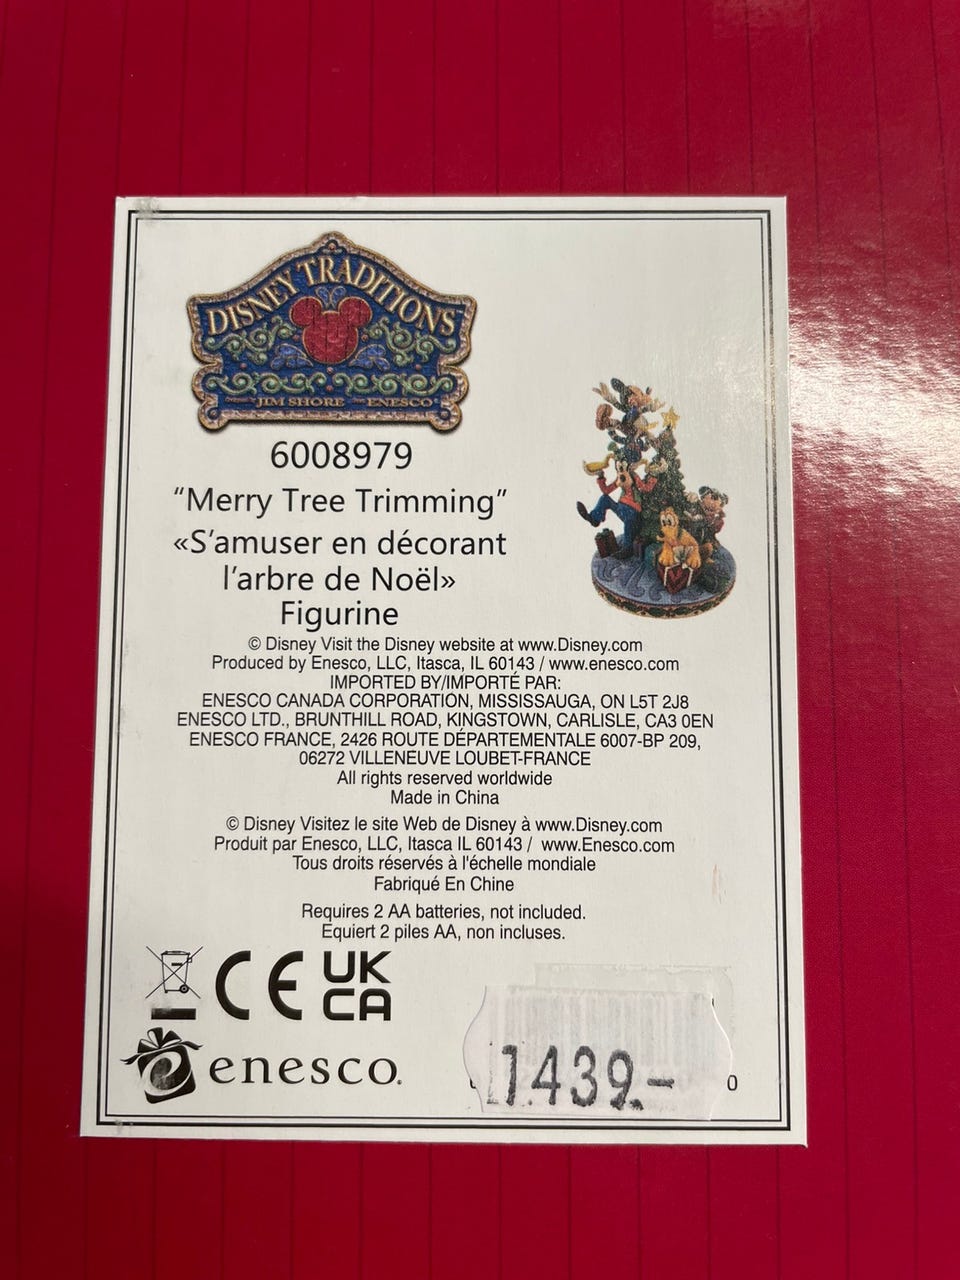 DISNEY TRADITIONS
JIM SHORE ENESCO
6008979
“Merry Tree Trimming”
«S’amuser en décorant
l’arbre de Noël»
Figurine
© Disney Visit the Disney website at www.Disney.com
Produced by Enesco, LLC, Itasca, IL 60143 / www.enesco.com
IMPORTED BY/IMPORTÉ PAR:
ENESCO CANADA CORPORATION, MISSISSAUGA, ON L5T 2J8
ENESCO LTD., BRUNTHILL ROAD, KINGSTOWN, CARLISLE, CA3 0EN
ENESCO FRANCE, 2426 ROUTE DÉPARTEMENTALE 6007-BP 209,
06272 VILLENEUVE LOUBET-FRANCE
All rights reserved worldwide
Made in China
© Disney Visitez le site Web de Disney à www.Disney.com
Produit par Enesco, LLC, Itasca IL 60143 / www.Enesco.com
Tous droits réservés à l'échelle mondiale
Fabriqué En Chine
Requires 2 AA batteries, not included.
Equiert 2 piles AA, non incluses.
CE UK
CA
enesco.
1439.- 0